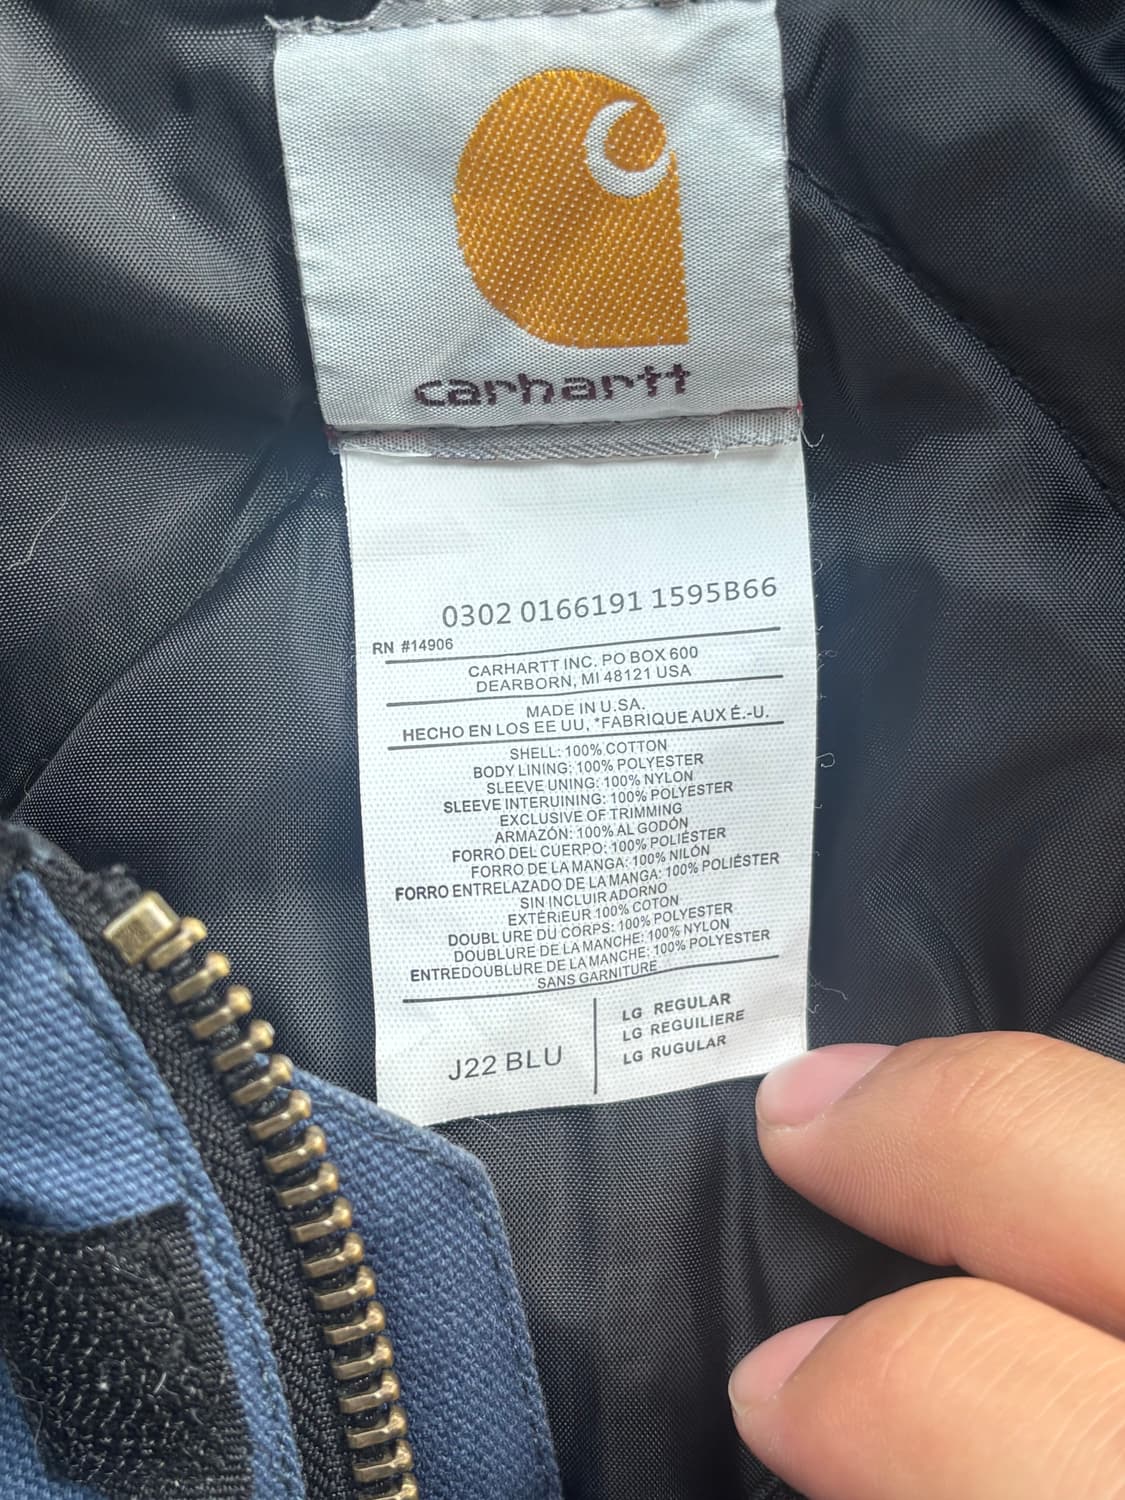 carhartt
0302 0166191 1595B66
RN #14906
CARHARTT INC. PO BOX 600
DEARBORN, MI 48121 USA
MADE IN U.SA.
HECHO EN LOS EE UU, *FABRIQUE AUX É.-U.
SHELL: 100% COTTON
BODY LINING: 100% POLYESTER
SLEEVE UNING: 100% NYLON
SLEEVE INTERUINING: 100% POLYESTER
EXCLUSIVE OF TRIMMING
ARMAZÓN: 100% AL GODÓN
FORRO DEL CUERPO: 100% POLIÉSTER
FORRO DE LA MANGA: 100% NILÓN
FORRO ENTRELAZADO DE LA MANGA: 100% POLIÉSTER
SIN INCLUIR ADORNO
EXTÉRIEUR 100% COTON
DOUBL URE DU CORPS: 100% POLYESTER
DOUBLURE DE LA MANCHE: 100% NYLON
ENTREDOUBLURE DE LA MANCHE: 100% POLYESTER
SANS GARNITURE
J22 BLU
LG REGULAR
LG REGUILIERE
LG RUGULAR